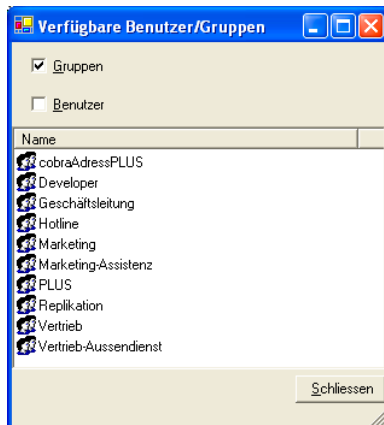 Verfügbare Benutzer/Gruppen
Gruppen
Benutzer
Name
cobraAdressPLUS
Developer
Geschäftsleitung
Hotline
Marketing
Marketing-Assistenz
PLUS
Replikation
Vertrieb
Vertrieb-Aussendienst
Schliessen